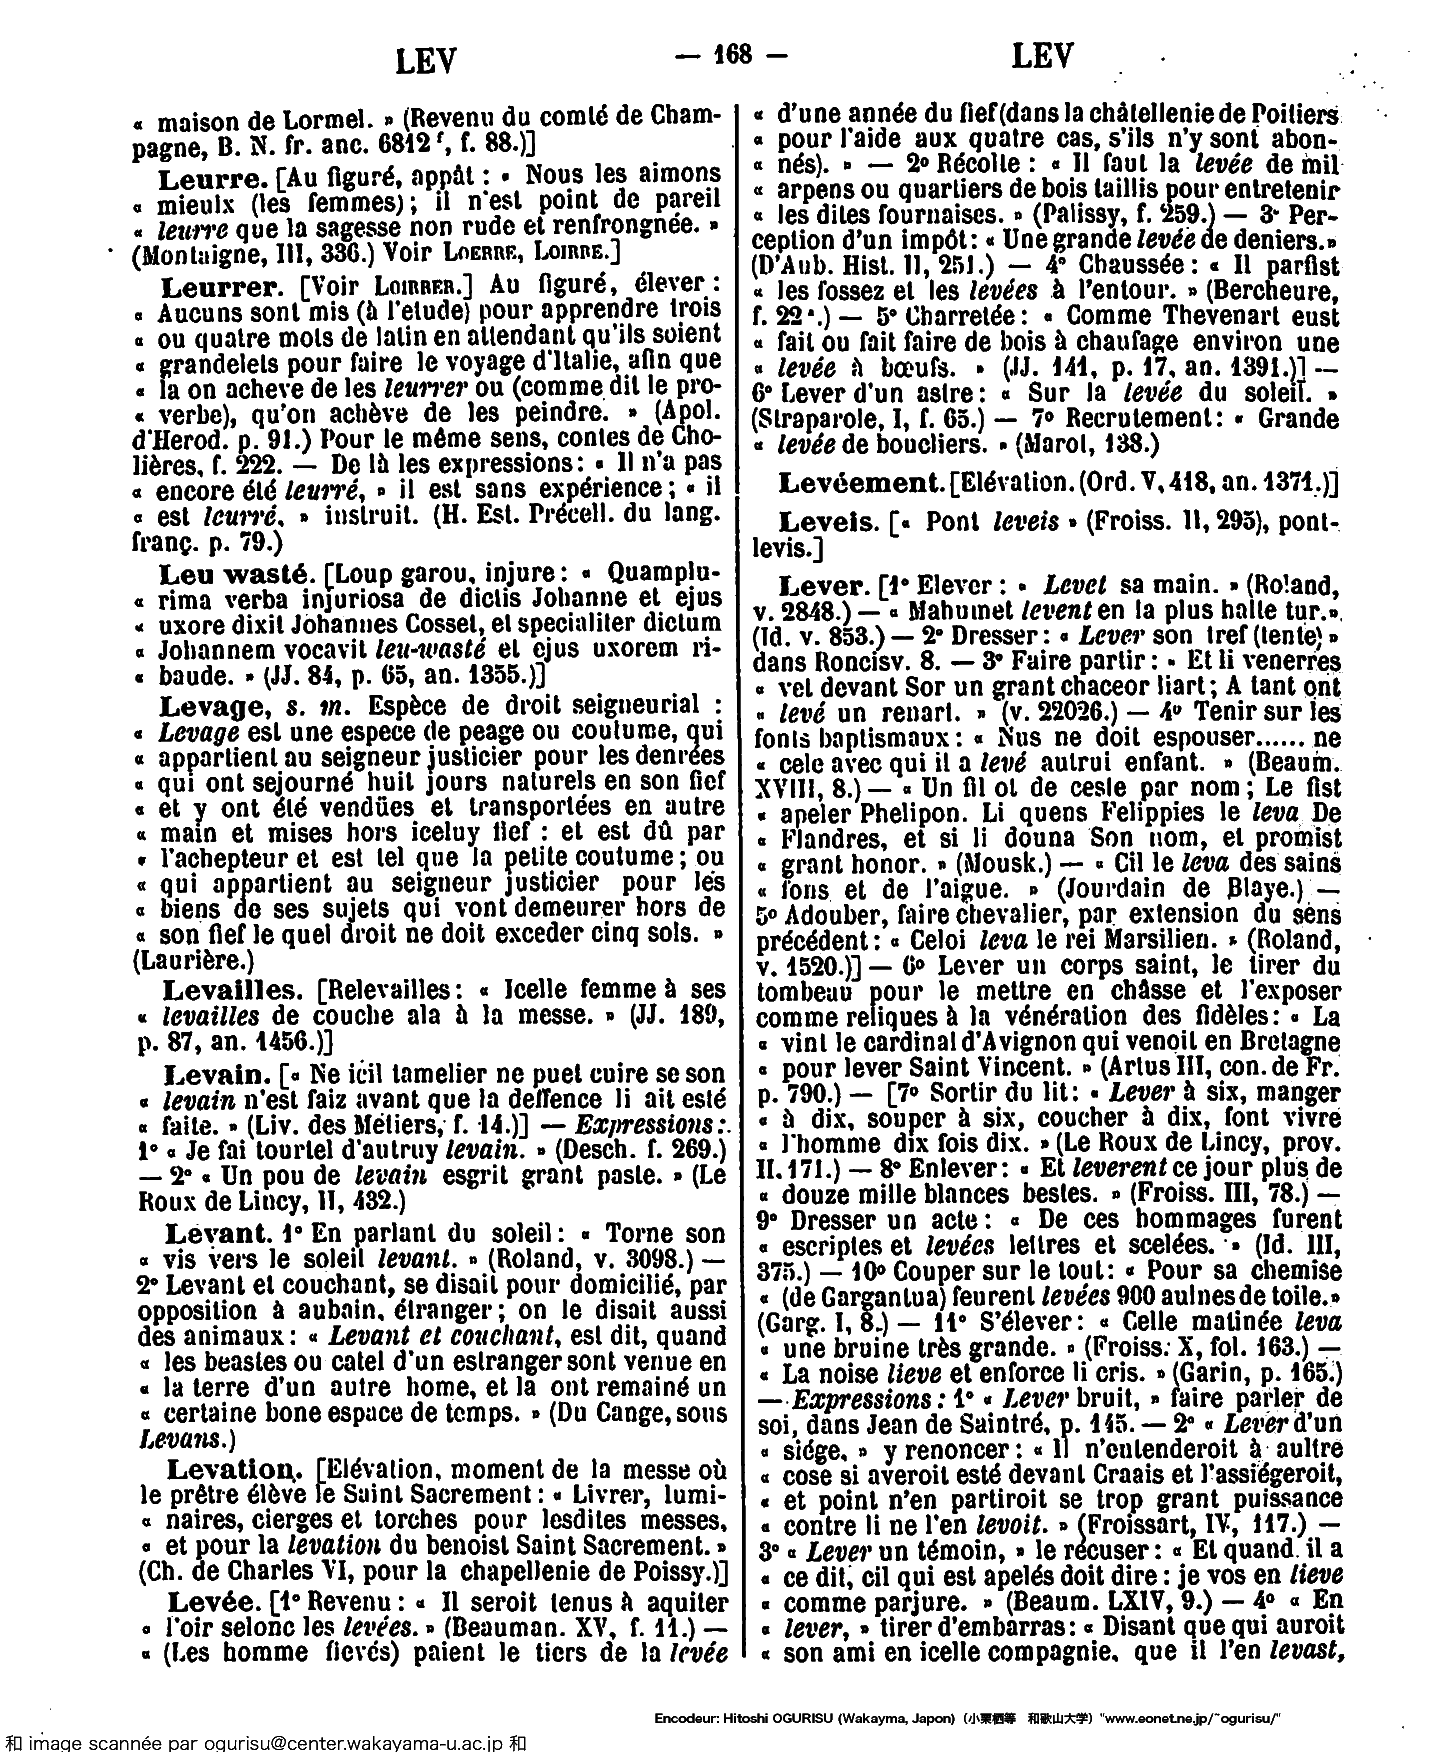 LEV
— 168 —
LEV
« maison de Lormel. » (Revenu du comté de Cham-
pagne, B. N. fr. anc. 6812 ᶠ, f. 88.)]
Leurre. [Au figuré, appât : « Nous les aimons
« mieulx (les femmes) ; il n'est point de pareil
« leurre que la sagesse non rude et renfrongnée. »
(Montaigne, III, 336.) Voir LOERRE, LOIRRE.]
Leurrer. [Voir LOIRRER.] Au figuré, élever :
« Aucuns sont mis (à l'etude) pour apprendre trois
« ou quatre mots de latin en attendant qu'ils soient
« grandelets pour faire le voyage d'Italie, afin que
« la on acheve de les leurrer ou (comme dit le pro-
« verbe), qu'on achève de les peindre. » (Apol.
d'Herod. p. 91.) Pour le même sens, contes de Cho-
lières, f. 222. — De là les expressions : « Il n'a pas
« encore été leurré, » il est sans expérience ; « il
« est leurré, » instruit. (H. Est. Précell. du lang.
franç. p. 79.)
Leu wasté. [Loup garou, injure : « Quamplu-
« rima verba injuriosa de dictis Johanne et ejus
« uxore dixit Johannes Cosset, et specialiter dictum
« Johannem vocavit leu-wasté et ejus uxorem ri-
« baude. » (JJ. 84, p. 65, an. 1355.)]
Levage, s. m. Espèce de droit seigneurial :
« Levage est une espece de peage ou coutume, qui
« appartient au seigneur justicier pour les denrées
« qui ont sejourné huit jours naturels en son fief
« et y ont été vendües et transportées en autre
« main et mises hors iceluy fief : et est dû par
« l'achepteur et est tel que la petite coutume ; ou
« qui appartient au seigneur justicier pour les
« biens de ses sujets qui vont demeurer hors de
« son fief le quel droit ne doit exceder cinq sols. »
(Laurière.)
Levailles. [Relevailles : « Icelle femme à ses
« levailles de couche ala à la messe. » (JJ. 189,
p. 87, an. 1456.)]
Levain. [« Ne icil tamelier ne puet cuire se son
« levain n'est faiz avant que la deffence li ait esté
« faite. » (Liv. des Métiers, f. 14.)] — Expressions :
1° « Je fai tourtel d'autruy levain. » (Desch. f. 269.)
— 2° « Un pou de levain esgrit grant paste. » (Le
Roux de Lincy, II, 432.)
Levant. 1° En parlant du soleil : « Torne son
« vis vers le soleil levant. » (Roland, v. 3098.) —
2° Levant et couchant, se disait pour domicilié, par
opposition à aubain, étranger ; on le disait aussi
des animaux : « Levant et couchant, est dit, quand
« les beastes ou catel d'un estranger sont venue en
« la terre d'un autre home, et la ont remainé un
« certaine bone espace de temps. » (Du Cange, sous
Levans.)
Levation. [Elévation, moment de la messe où
le prêtre élève le Saint Sacrement : « Livrer, lumi-
« naires, cierges et torches pour lesdites messes,
« et pour la levation du benoist Saint Sacrement. »
(Ch. de Charles VI, pour la chapellenie de Poissy.)]
Levée. [1° Revenu : « Il seroit tenus à aquiter
« l'oir selonc les levées. » (Beauman. XV, f. 11.) —
« (Les homme fievés) paient le tiers de la levée
« d'une année du fief (dans la châtellenie de Poitiers
« pour l'aide aux quatre cas, s'ils n'y sont abon-
« nés). » — 2° Récolte : « Il faut la levée de mil
« arpens ou quartiers de bois taillis pour entretenir
« les dites fournaises. » (Palissy, f. 259.) — 3° Per-
ception d'un impôt : « Une grande levée de deniers. »
(D'Aub. Hist. II, 251.) — 4° Chaussée : « Il parfist
« les fossez et les levées à l'entour. » (Bercheure,
f. 22 ª.) — 5° Charretée : « Comme Thevenart eust
« fait ou fait faire de bois à chaufage environ une
« levée à bœufs. » (JJ. 141, p. 17, an. 1391.)] —
6° Lever d'un astre : « Sur la levée du soleil. »
(Straparole, I, f. 65.) — 7° Recrutement : « Grande
« levée de boucliers. » (Marot, 138.)
Levéement. [Elévation. (Ord. V, 418, an. 1371.)]
Leveis. [« Pont leveis » (Froiss. II, 295), pont-
levis.]
Lever. [1° Elever : « Levet sa main. » (Roland,
v. 2848.) — « Mahumet levent en la plus halte tur. »
(Id. v. 853.) — 2° Dresser : « Lever son tref (tente) »
dans Roncisv. 8. — 3° Faire partir : « Et li venerres
« vet devant Sor un grant chaceor liart ; A tant ont
« levé un renart. » (v. 22026.) — 4° Tenir sur les
fonts baptismaux : « Nus ne doit espouser...... ne
« cele avec qui il a levé autrui enfant. » (Beaum.
XVIII, 8.) — « Un fil ot de ceste par nom ; Le fist
« apeler Phelipon. Li quens Felippies le leva De
« Flandres, et si li douna Son nom, et promist
« grant honor. » (Mousk.) — « Cil le leva des sains
« fons et de l'aigue. » (Jourdain de Blaye.) —
5° Adouber, faire chevalier, par extension du sens
précédent : « Celoi leva le rei Marsilien. » (Roland,
v. 1520.)] — 6° Lever un corps saint, le tirer du
tombeau pour le mettre en châsse et l'exposer
comme reliques à la vénération des fidèles : « La
« vint le cardinal d'Avignon qui venoit en Bretagne
« pour lever Saint Vincent. » (Artus III, con. de Fr.
p. 790.) — [7° Sortir du lit : « Lever à six, manger
« à dix, souper à six, coucher à dix, font vivre
« l'homme dix fois dix. » (Le Roux de Lincy, prov.
II. 171.) — 8° Enlever : « Et leverent ce jour plus de
« douze mille blances bestes. » (Froiss. III, 78.) —
9° Dresser un acte : « De ces hommages furent
« escriptes et levées lettres et scelées. » (Id. III,
375.) — 10° Couper sur le tout : « Pour sa chemise
« (de Gargantua) feurent levées 900 aulnes de toile. »
(Garg. I, 8.) — 11° S'élever : « Celle matinée leva
« une bruine très grande. » (Froiss. X, fol. 163.) —
« La noise lieve et enforce li cris. » (Garin, p. 165.)
— Expressions : 1° « Lever bruit, » faire parler de
soi, dans Jean de Saintré, p. 145. — 2° « Lever d'un
« siége, » y renoncer : « Il n'entenderoit à aultre
« cose si averoit esté devant Craais et l'assiégeroit,
« et point n'en partiroit se trop grant puissance
« contre li ne l'en levoit. » (Froissart, IV, 117.) —
3° « Lever un témoin, » le récuser : « Et quand il a
« ce dit, cil qui est apelés doit dire : je vos en lieve
« comme parjure. » (Beaum. LXIV, 9.) — 4° « En
« lever, » tirer d'embarras : « Disant que qui auroit
« son ami en icelle compagnie, que il l'en levast,
Encodeur: Hitoshi OGURISU (Wakayma, Japon) (小栗栖等 和歌山大学) "www.eonet.ne.jp/~ogurisu/"
和 image scannée par ogurisu@center.wakayama-u.ac.jp 和